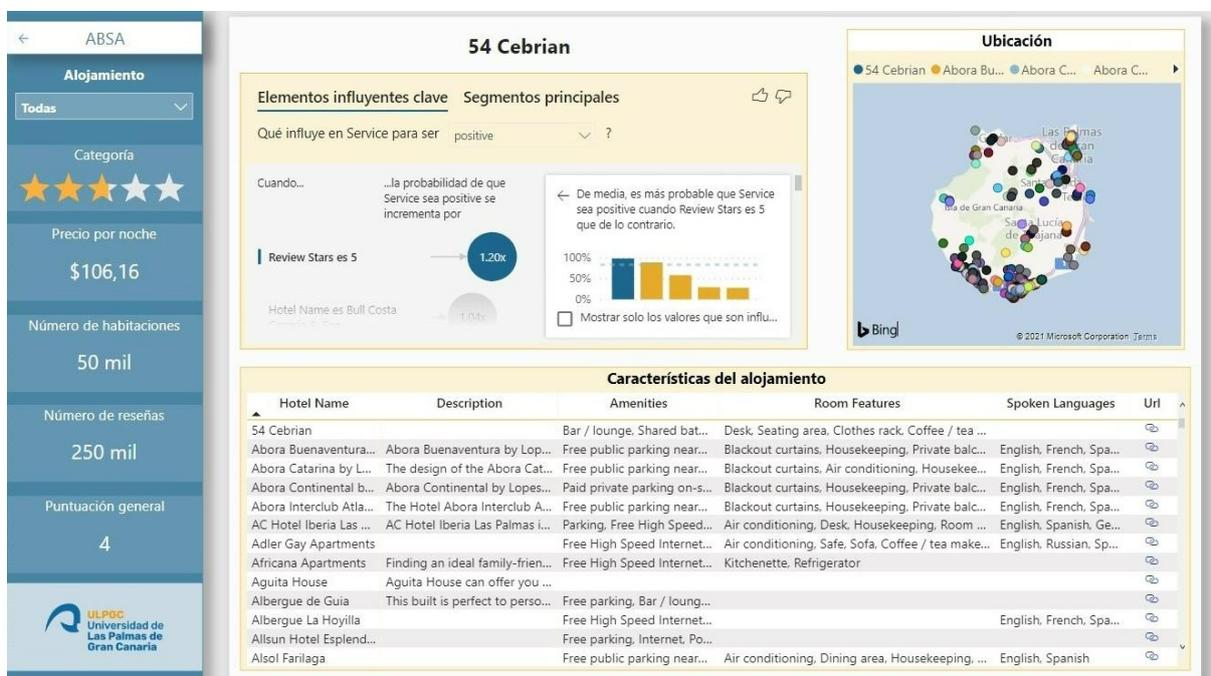 ABSA
Alojamiento
Todas
Categoría
Precio por noche
$106,16
Número de habitaciones
50 mil
Número de reseñas
250 mil
Puntuación general
4
ULPGC
Universidad de
Las Palmas de
Gran Canaria
54 Cebrian
Elementos influyentes clave Segmentos principales
Qué influye en Service para ser positive ?
Cuando...
...la probabilidad de que
Service sea positive se
incrementa por
Review Stars es 5
1.20x
Hotel Name es Bull Costa
1.04x
De media, es más probable que Service
sea positive cuando Review Stars es 5
que de lo contrario.
100%
50%
0%
Mostrar solo los valores que son influ...
Ubicación
54 Cebrian Abora Bu... Abora C... Abora C...
Las Palmas
de Gran
Canaria
Isla de Gran Canaria
Santa Lucía
de Tirajana
Bing
© 2021 Microsoft Corporation Terms
Características del alojamiento
Hotel Name Description Amenities Room Features Spoken Languages Url
54 Cebrian Bar / lounge, Shared bat... Desk, Seating area, Clothes rack, Coffee / tea ...
Abora Buenaventura... Abora Buenaventura by Lop... Free public parking near... Blackout curtains, Housekeeping, Private balc... English, French, Spa...
Abora Catarina by L... The design of the Abora Cat... Free public parking near... Blackout curtains, Air conditioning, Housekee... English, French, Spa...
Abora Continental b... Abora Continental by Lopes... Paid private parking on-s... Blackout curtains, Housekeeping, Private balc... English, French, Spa...
Abora Interclub Atla... The Hotel Abora Interclub A... Free public parking near... Blackout curtains, Housekeeping, Private balc... English, French, Spa...
AC Hotel Iberia Las ... AC Hotel Iberia Las Palmas i... Parking, Free High Speed... Air conditioning, Desk, Housekeeping, Room ... English, Spanish, Ge...
Adler Gay Apartments Free High Speed Internet... Air conditioning, Safe, Sofa, Coffee / tea make... English, Russian, Sp...
Africana Apartments Finding an ideal family-frien... Free High Speed Internet... Kitchenette, Refrigerator
Aguita House Aguita House can offer you ...
Albergue de Guia This built is perfect to perso... Free parking, Bar / loung...
Albergue La Hoyilla Free High Speed Internet... English, French, Spa...
Allsun Hotel Esplend... Free parking, Internet, Po...
Alsol Farilaga Free public parking near... Air conditioning, Dining area, Housekeeping, ... English, Spanish